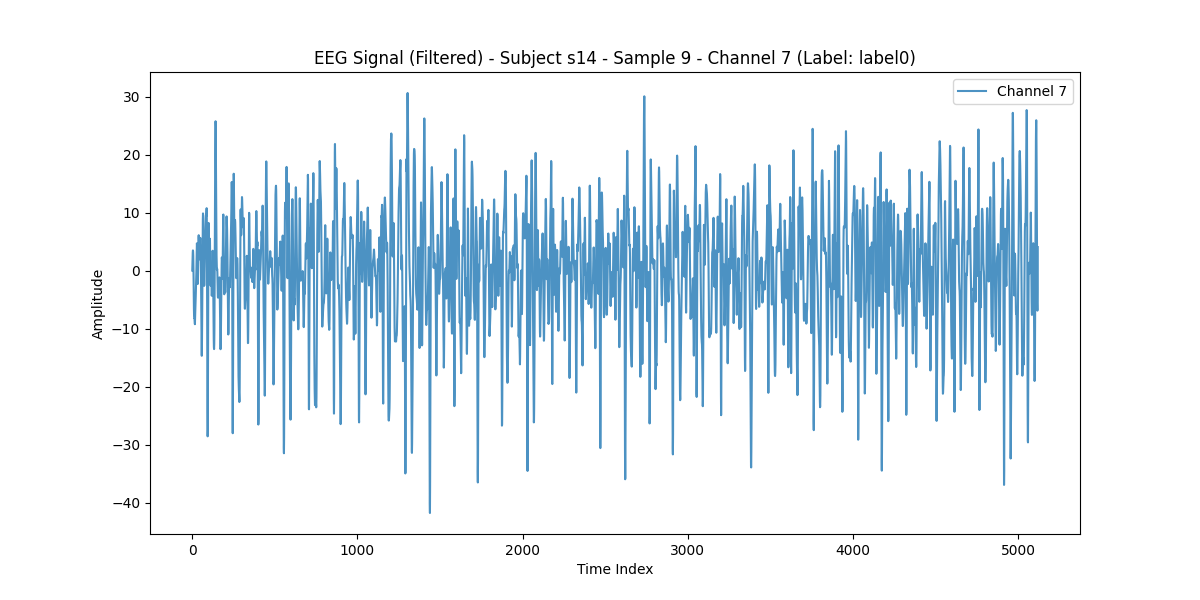 EEG Signal (Filtered) - Subject s14 - Sample 9 - Channel 7 (Label: label0)
Channel 7
30
20
10
0
−10
−20
−30
−40
Amplitude
0 1000 2000 3000 4000 5000
Time Index